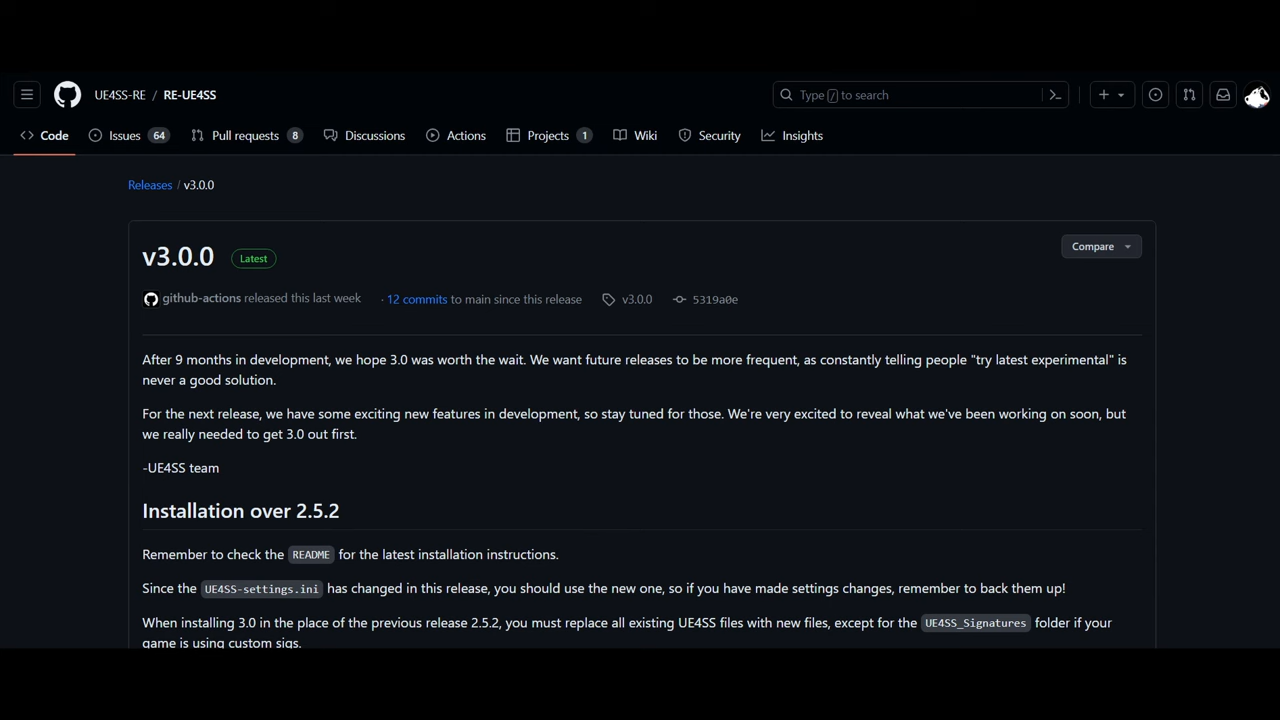 UE4SS-RE / RE-UE4SS
Type / to search
Code
Issues 64
Pull requests 8
Discussions
Actions
Projects 1
Wiki
Security
Insights
Releases / v3.0.0
v3.0.0 Latest
Compare
github-actions released this last week · 12 commits to main since this release v3.0.0 5319a0e
After 9 months in development, we hope 3.0 was worth the wait. We want future releases to be more frequent, as constantly telling people "try latest experimental" is
never a good solution.
For the next release, we have some exciting new features in development, so stay tuned for those. We're very excited to reveal what we've been working on soon, but
we really needed to get 3.0 out first.
-UE4SS team
Installation over 2.5.2
Remember to check the README for the latest installation instructions.
Since the UE4SS-settings.ini has changed in this release, you should use the new one, so if you have made settings changes, remember to back them up!
When installing 3.0 in the place of the previous release 2.5.2, you must replace all existing UE4SS files with new files, except for the UE4SS_Signatures folder if your
game is using custom sigs.